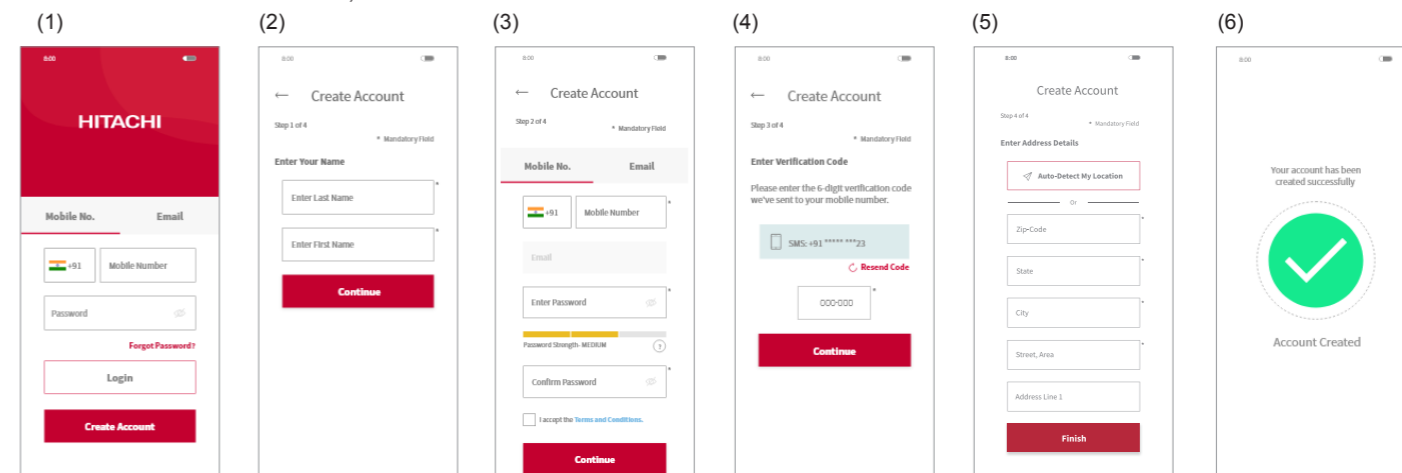 (1)
8:00
HITACHI
Mobile No. Email
+91 Mobile Number
Password
Forgot Password?
Login
Create Account
(2)
8:00
← Create Account
Step 1 of 4
* Mandatory Field
Enter Your Name
Enter Last Name *
Enter First Name *
Continue
(3)
8:00
← Create Account
Step 2 of 4
* Mandatory Field
Mobile No. Email
+91 Mobile Number *
Email
Enter Password *
Password Strength- MEDIUM ?
Confirm Password *
I accept the Terms and Conditions.
Continue
(4)
8:00
← Create Account
Step 3 of 4
* Mandatory Field
Enter Verification Code
Please enter the 6-digit verification code
we've sent to your mobile number.
SMS: +91 ***** ***23
Resend Code
□□□-□□□ *
Continue
(5)
8:00
Create Account
Step 4 of 4
* Mandatory Field
Enter Address Details
Auto-Detect My Location
Or
Zip-Code *
State *
City *
Street, Area *
Address Line 1
Finish
(6)
8:00
Your account has been
created successfully
Account Created